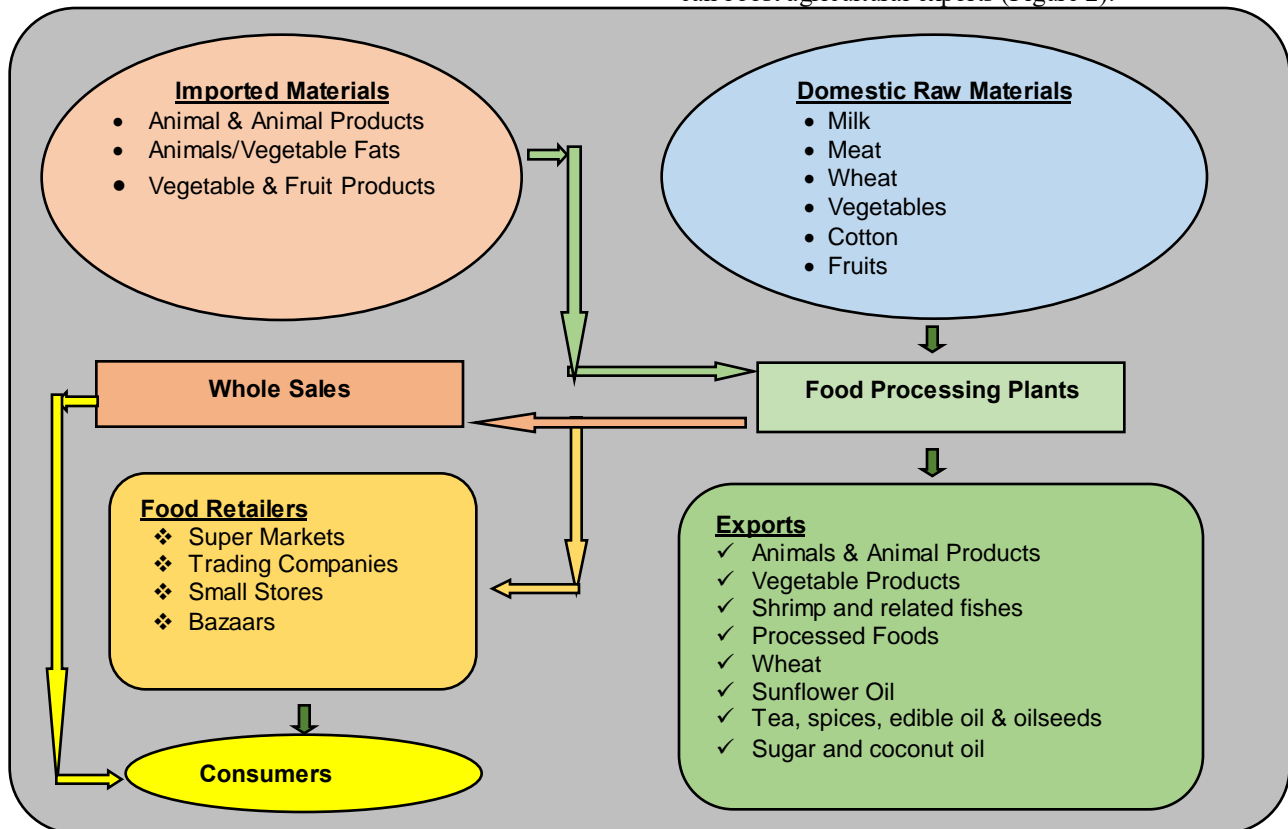 Imported Materials
• Animal & Animal Products
• Animals/Vegetable Fats
• Vegetable & Fruit Products
Domestic Raw Materials
• Milk
• Meat
• Wheat
• Vegetables
• Cotton
• Fruits
Whole Sales
Food Processing Plants
Food Retailers
❖ Super Markets
❖ Trading Companies
❖ Small Stores
❖ Bazaars
Exports
✓ Animals & Animal Products
✓ Vegetable Products
✓ Shrimp and related fishes
✓ Processed Foods
✓ Wheat
✓ Sunflower Oil
✓ Tea, spices, edible oil & oilseeds
✓ Sugar and coconut oil
Consumers